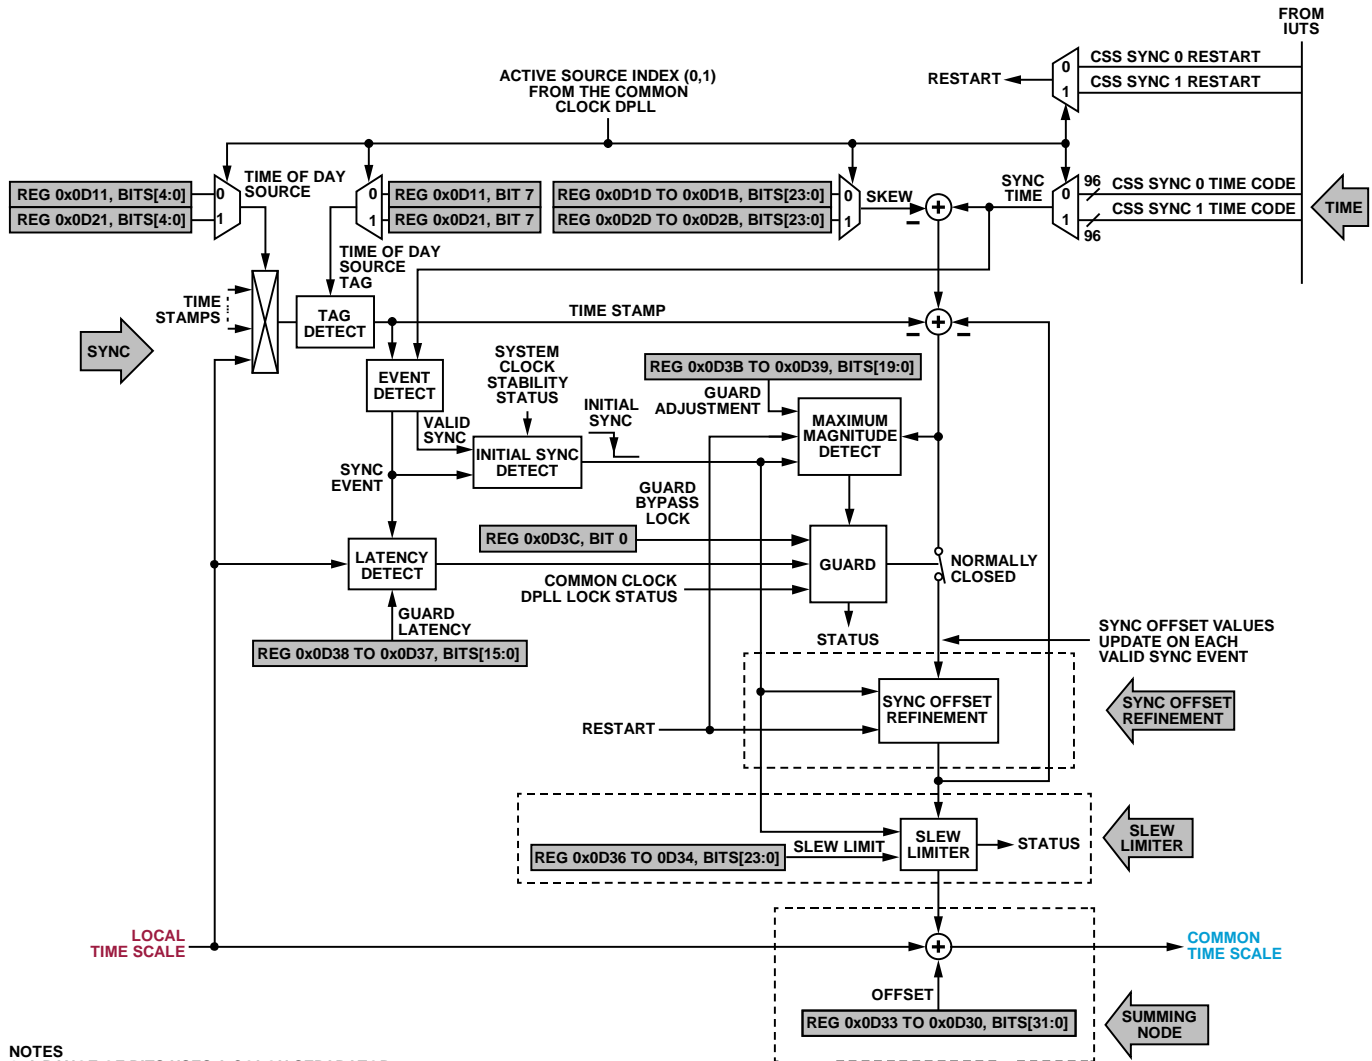 FROM
IUTS
CSS SYNC 0 RESTART
CSS SYNC 1 RESTART
RESTART
0
1
ACTIVE SOURCE INDEX (0,1)
FROM THE COMMON
CLOCK DPLL
REG 0x0D11, BITS[4:0]
REG 0x0D21, BITS[4:0]
0
1
TIME OF DAY
SOURCE
0
1
REG 0x0D11, BIT 7
REG 0x0D21, BIT 7
REG 0x0D1D TO 0x0D1B, BITS[23:0]
REG 0x0D2D TO 0x0D2B, BITS[23:0]
0
1
SKEW
+
−
SYNC
TIME
0
1
96
96
CSS SYNC 0 TIME CODE
CSS SYNC 1 TIME CODE
TIME
TIME OF DAY
SOURCE
TAG
TIME
STAMPS
SYNC
TAG
DETECT
TIME STAMP
+
−
−
EVENT
DETECT
SYSTEM
CLOCK
STABILITY
STATUS
REG 0x0D3B TO 0x0D39, BITS[19:0]
GUARD
ADJUSTMENT
INITIAL
SYNC
MAXIMUM
MAGNITUDE
DETECT
VALID
SYNC
INITIAL SYNC
DETECT
SYNC
EVENT
GUARD
BYPASS
LOCK
REG 0x0D3C, BIT 0
LATENCY
DETECT
GUARD
NORMALLY
CLOSED
COMMON CLOCK
DPLL LOCK STATUS
GUARD
LATENCY
STATUS
REG 0x0D38 TO 0x0D37, BITS[15:0]
SYNC OFFSET VALUES
UPDATE ON EACH
VALID SYNC EVENT
SYNC OFFSET
REFINEMENT
SYNC OFFSET
REFINEMENT
RESTART
SLEW
LIMITER
STATUS
SLEW
LIMITER
SLEW LIMIT
REG 0x0D36 TO 0D34, BITS[23:0]
LOCAL
TIME SCALE
+
COMMON
TIME SCALE
OFFSET
REG 0x0D33 TO 0x0D30, BITS[31:0]
SUMMING
NODE
NOTES